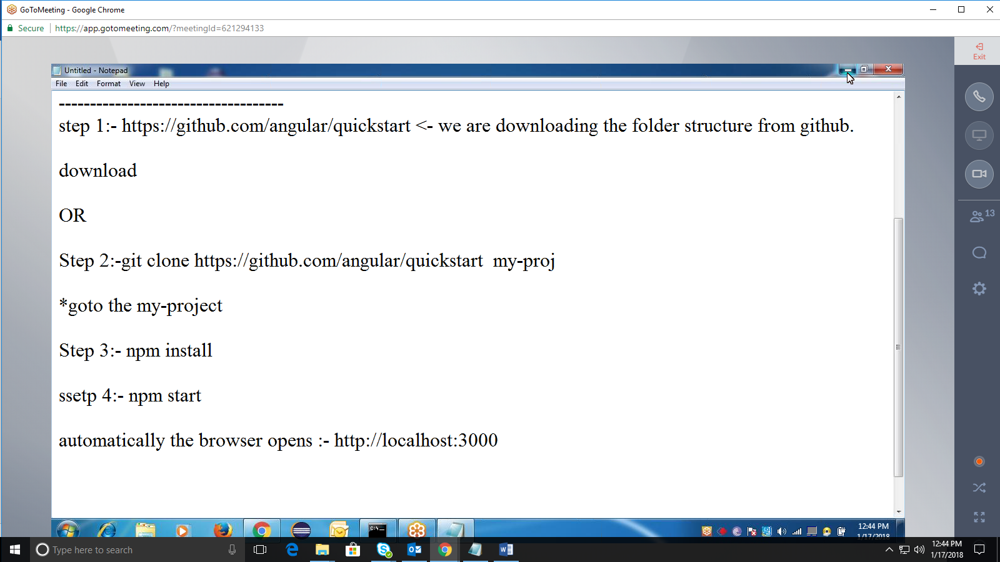 GoToMeeting - Google Chrome
Secure https://app.gotomeeting.com/?meetingId=621294133
Exit
Untitled - Notepad
File Edit Format View Help
------------------------------------
step 1:- https://github.com/angular/quickstart <- we are downloading the folder structure from github.
download
OR
Step 2:-git clone https://github.com/angular/quickstart  my-proj
*goto the my-project
Step 3:- npm install
ssetp 4:- npm start
automatically the browser opens :- http://localhost:3000
13
12:44 PM
1/17/2018
Type here to search
12:44 PM
1/17/2018